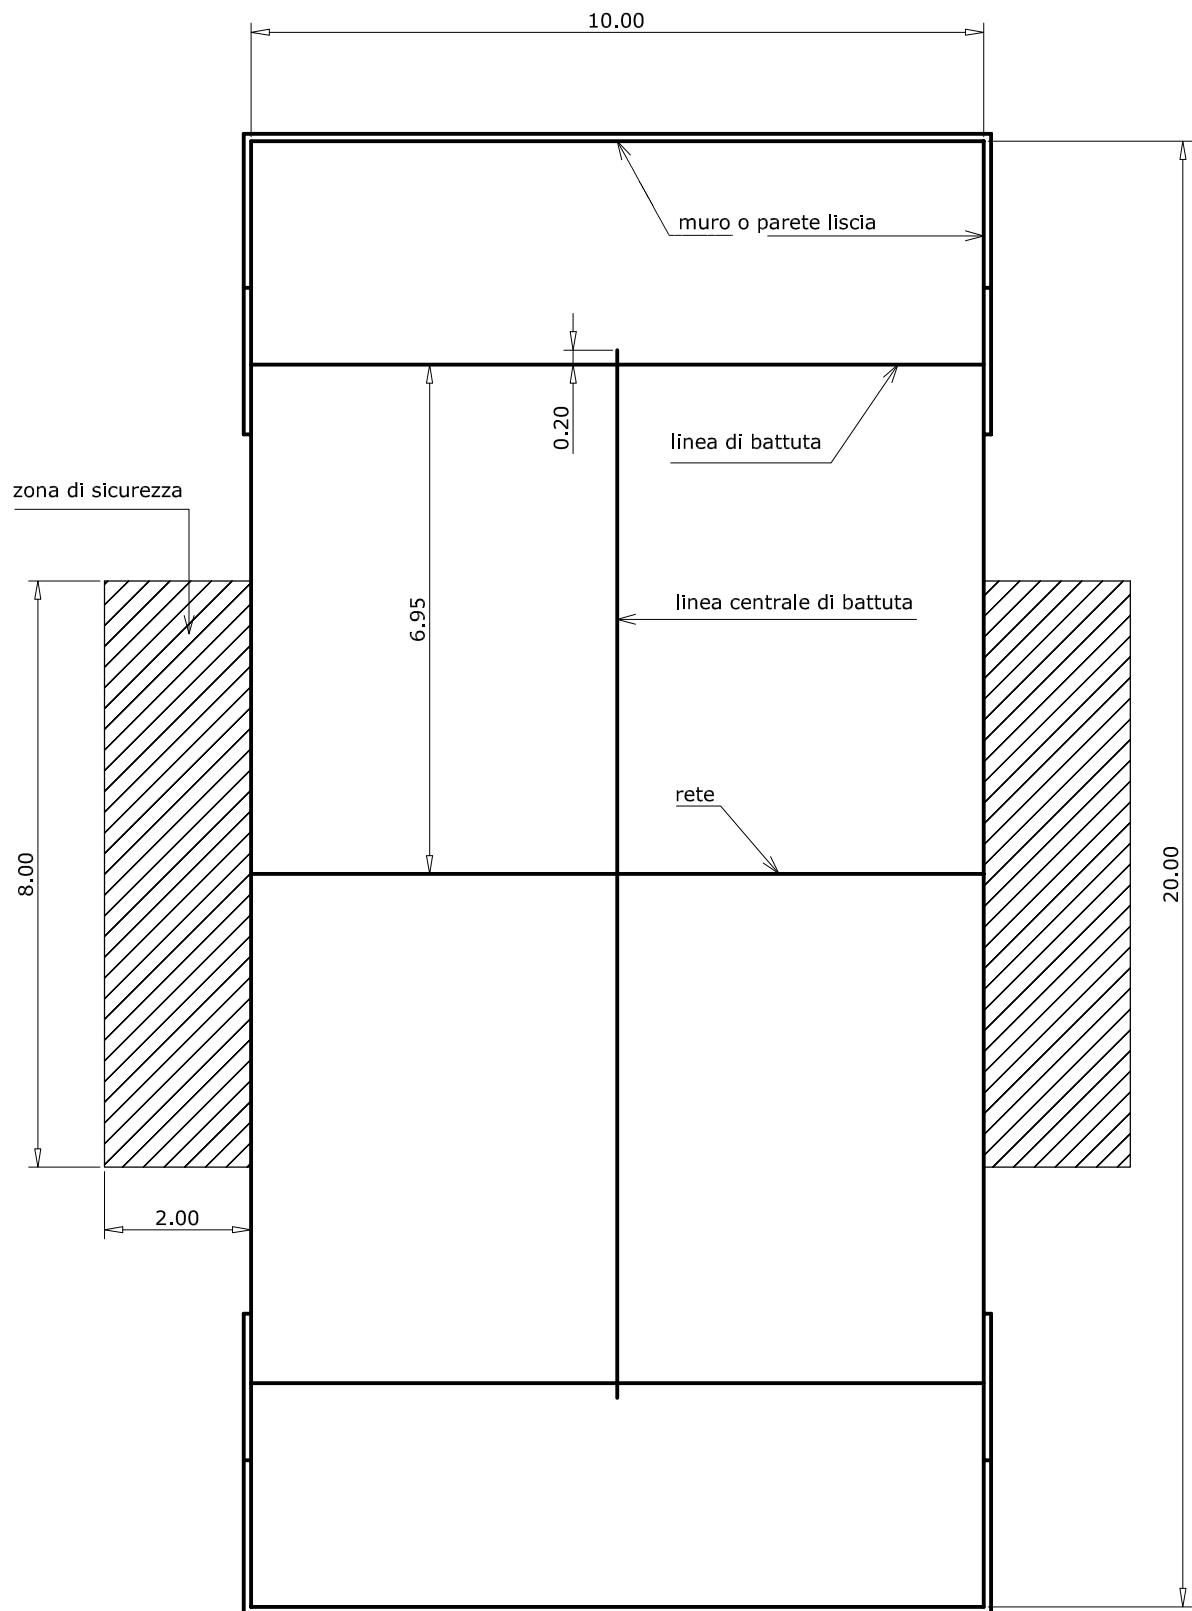 10.00
muro o parete liscia
0.20
linea di battuta
zona di sicurezza
6.95
linea centrale di battuta
rete
8.00
20.00
2.00